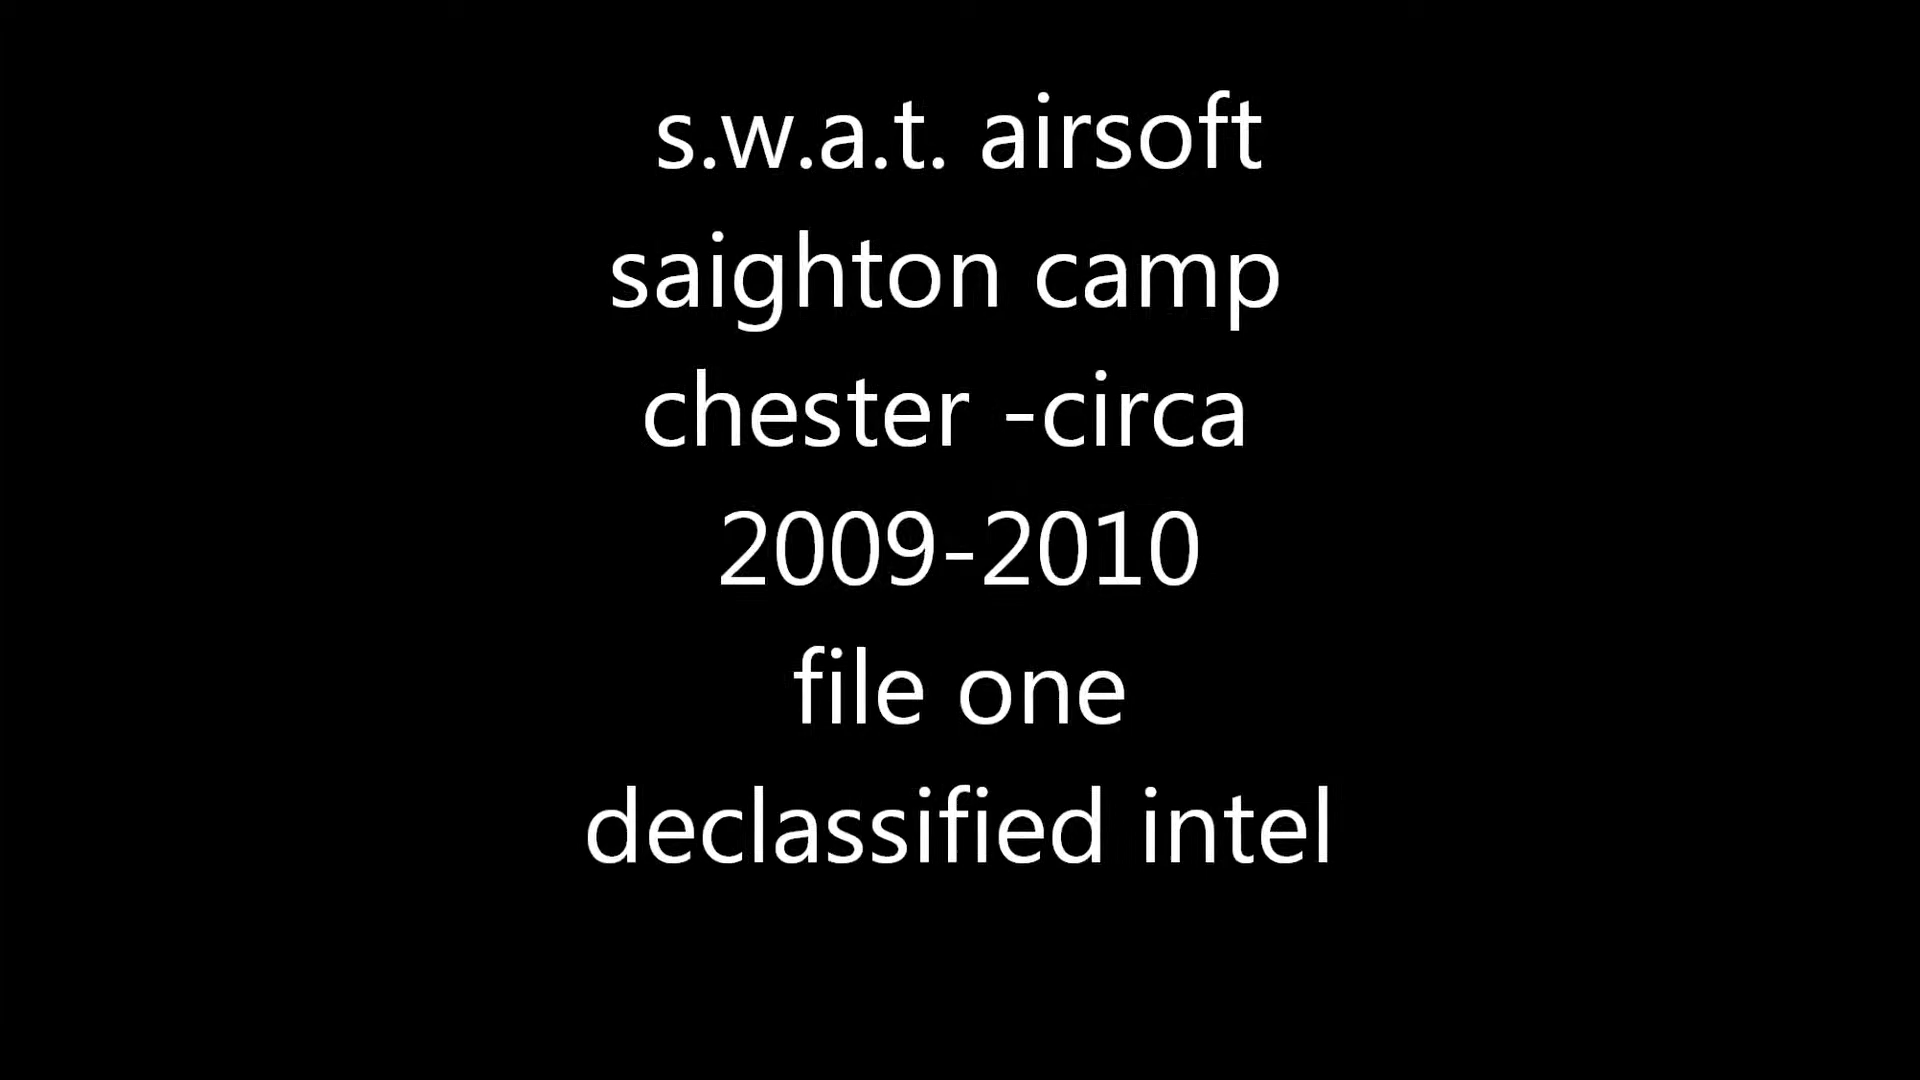 s.w.a.t. airsoft
saighton camp
chester -circa
2009-2010
file one
declassified intel